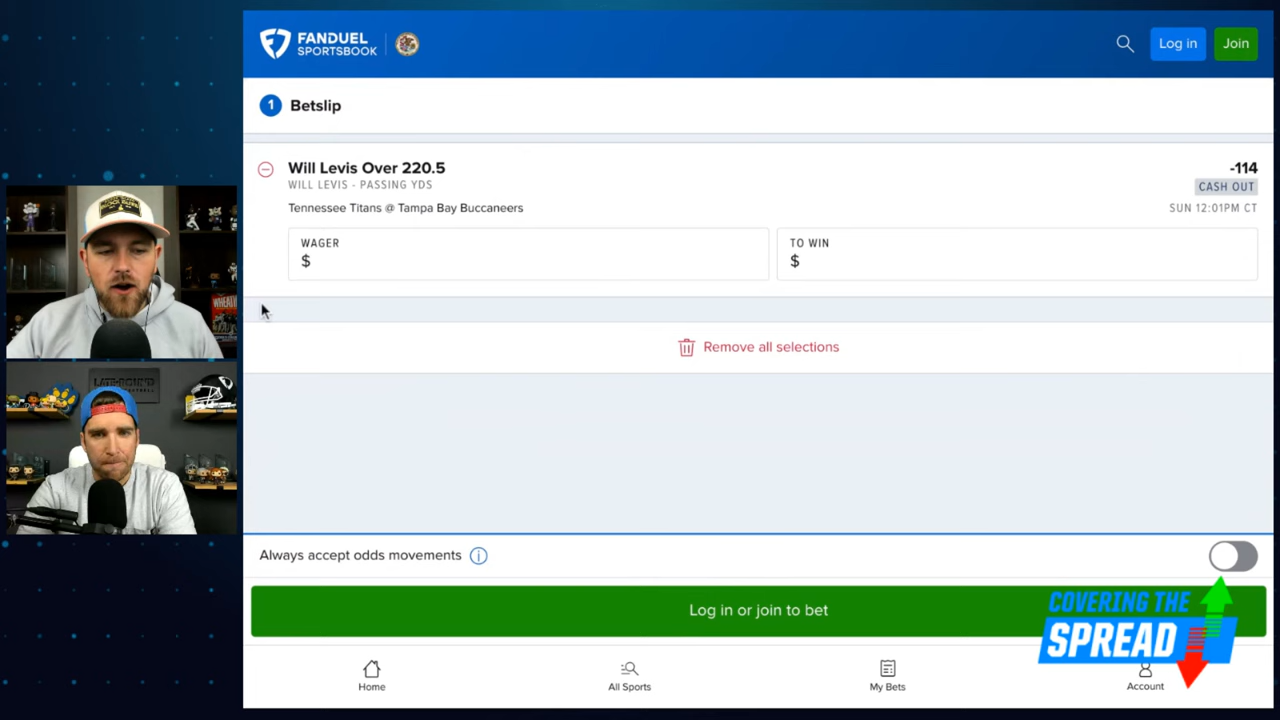 FANDUEL
SPORTSBOOK
Log in
Join
1 Betslip
Will Levis Over 220.5
-114
WILL LEVIS - PASSING YDS
CASH OUT
Tennessee Titans @ Tampa Bay Buccaneers
SUN 12:01PM CT
WAGER
$
TO WIN
$
Remove all selections
Always accept odds movements
Log in or join to bet
COVERING THE
SPREAD
Home
All Sports
My Bets
Account
WHEATIES